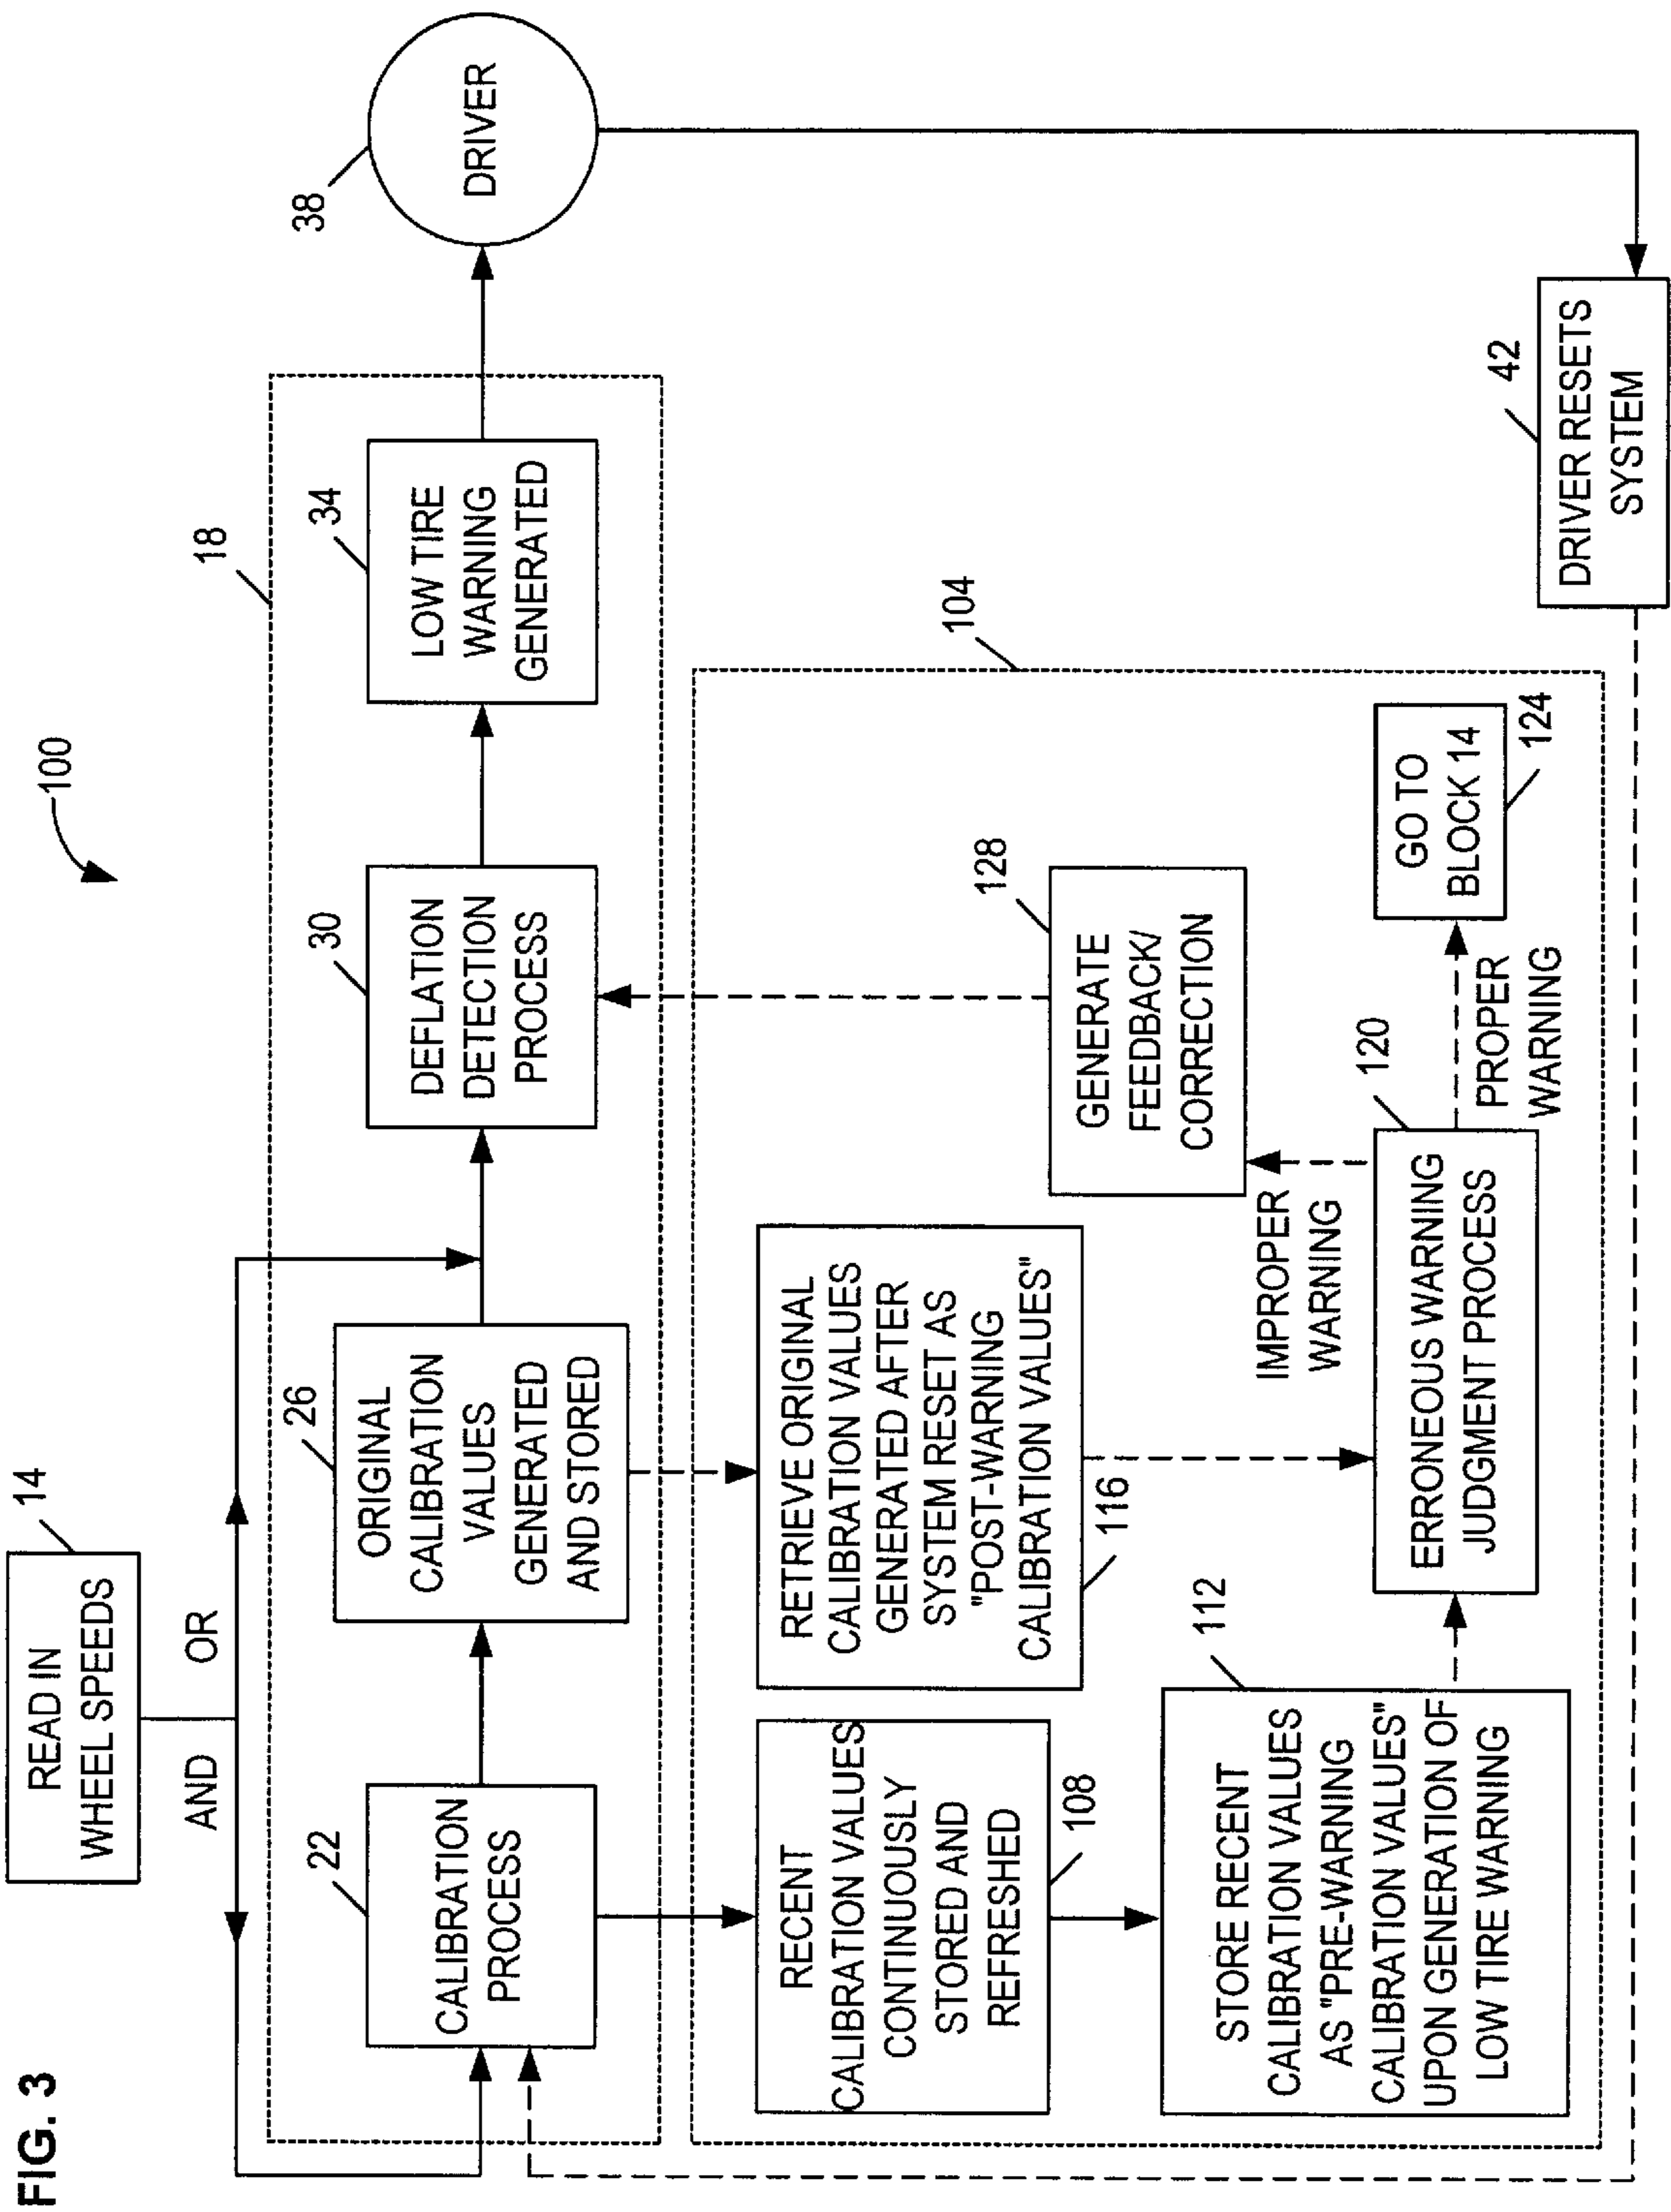 FIG. 3
100
READ IN
WHEEL SPEEDS
14
AND
OR
18
22
CALIBRATION
PROCESS
26
ORIGINAL
CALIBRATION
VALUES
GENERATED
AND STORED
30
DEFLATION
DETECTION
PROCESS
34
LOW TIRE
WARNING
GENERATED
38
DRIVER
104
RECENT
CALIBRATION VALUES
CONTINUOUSLY
STORED AND
REFRESHED
108
RETRIEVE ORIGINAL
CALIBRATION VALUES
GENERATED AFTER
SYSTEM RESET AS
"POST-WARNING
CALIBRATION VALUES"
116
128
GENERATE
FEEDBACK/
CORRECTION
112
STORE RECENT
CALIBRATION VALUES
AS "PRE-WARNING
CALIBRATION VALUES"
UPON GENERATION OF
LOW TIRE WARNING
IMPROPER
WARNING
120
ERRONEOUS WARNING
JUDGMENT PROCESS
PROPER
WARNING
GO TO
BLOCK 14
124
42
DRIVER RESETS
SYSTEM